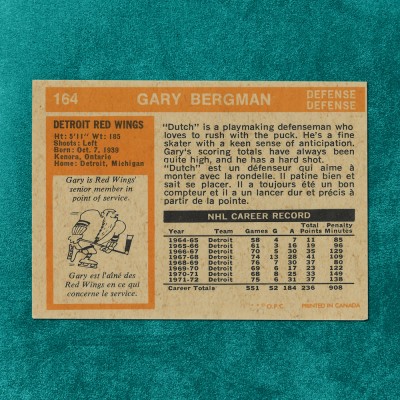 164 GARY BERGMAN DEFENSE
DEFENSE
DETROIT RED WINGS
Ht: 5'11" Wt: 185
Shoots: Left
Born: Oct. 7, 1938
Kenora, Ontario
Home: Detroit, Michigan
Gary is Red Wings'
senior member in
point of service.
Gary est l'aîné des
Red Wings en ce qui
concerne le service.
"Dutch" is a playmaking defenseman who
loves to rush with the puck. He's a fine
skater with a keen sense of anticipation.
Gary's scoring totals have always been
quite high, and he has a hard shot.
"Dutch" est un défenseur qui aime à
monter avec la rondelle. Il patine bien et
sait se placer. Il a toujours été un bon
compteur et il a un lancer dur et précis à
partir de la pointe.
NHL CAREER RECORD
Year Team Games G A Total Points Penalty Minutes
1964-65 Detroit 58 4 7 11 85
1965-66 Detroit 61 3 16 19 96
1966-67 Detroit 70 5 30 35 129
1967-68 Detroit 74 13 28 41 109
1968-69 Detroit 76 7 30 37 80
1969-70 Detroit 69 6 17 23 122
1970-71 Detroit 68 8 25 33 149
1971-72 Detroit 75 6 31 37 138
Career Totals 551 52 184 236 908
O.P.C. PRINTED IN CANADA